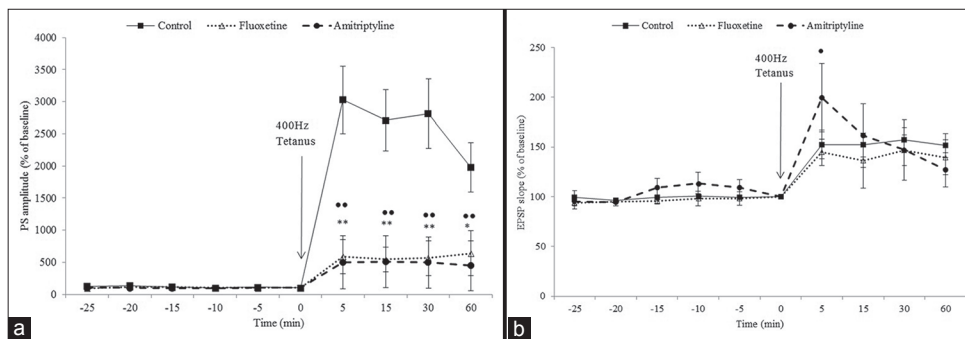 Control Fluoxetine Amitriptyline
4000
3500
3000
2500
2000
1500
1000
500
0
PS amplitude (% of baseline)
400Hz
Tetanus
•• •• •• ••
** ** ** *
-25 -20 -15 -10 -5 0 5 15 30 60
Time (min)
a
Control Fluoxetine Amitriptyline
250
200
150
100
50
0
EPSP slope (% of baseline)
400Hz
Tetanus
•
-25 -20 -15 -10 -5 0 5 15 30 60
Time (min)
b